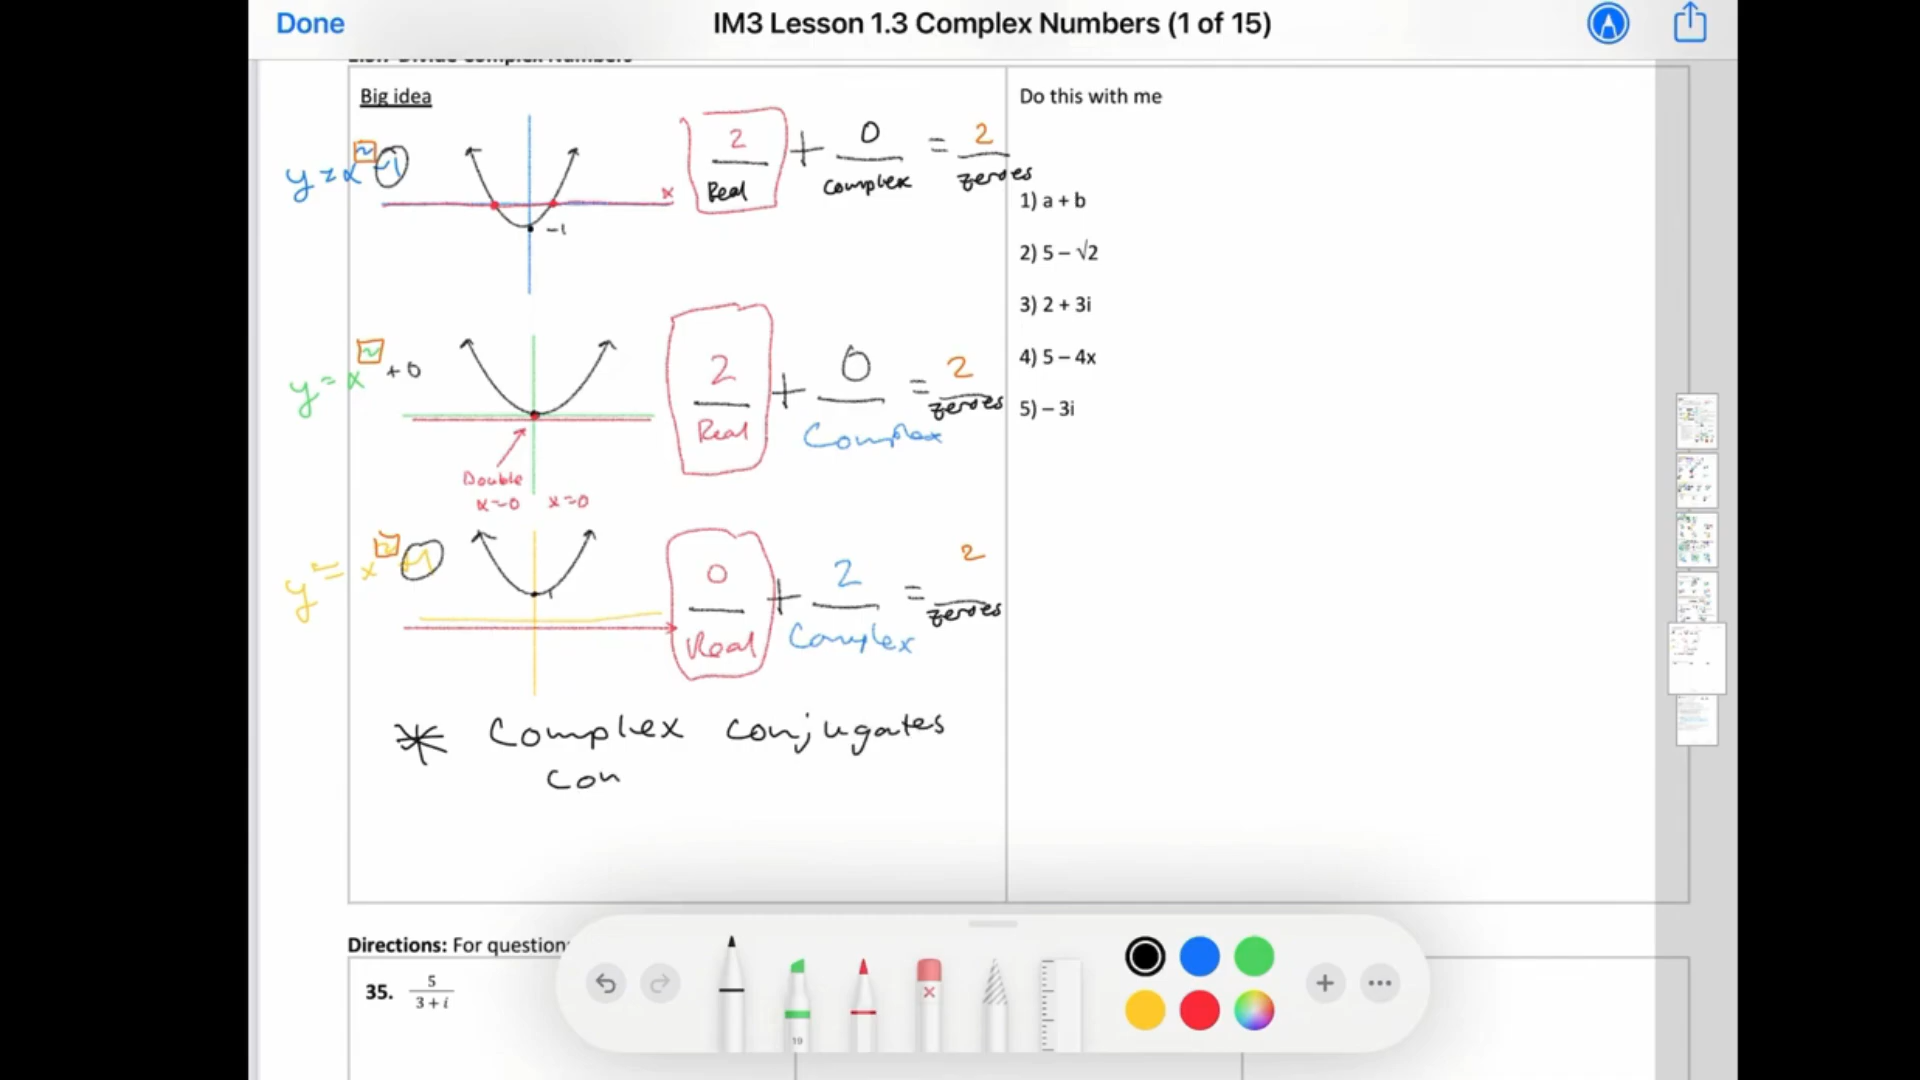 Done
IM3 Lesson 1.3 Complex Numbers (1 of 15)
Big idea
y = x² -1
-1
x
2 Real + 0 Complex = 2 zeroes
y = x² + 0
Double
x=0 x=0
2 Real + 0 Complex = 2 zeroes
y = x² +1
1
0 Real + 2 Complex = 2 zeroes
* Complex conjugates
con
Do this with me
1) a + b
2) 5 – √2
3) 2 + 3i
4) 5 – 4x
5) – 3i
Directions: For question
35. 5/(3 + i)
19